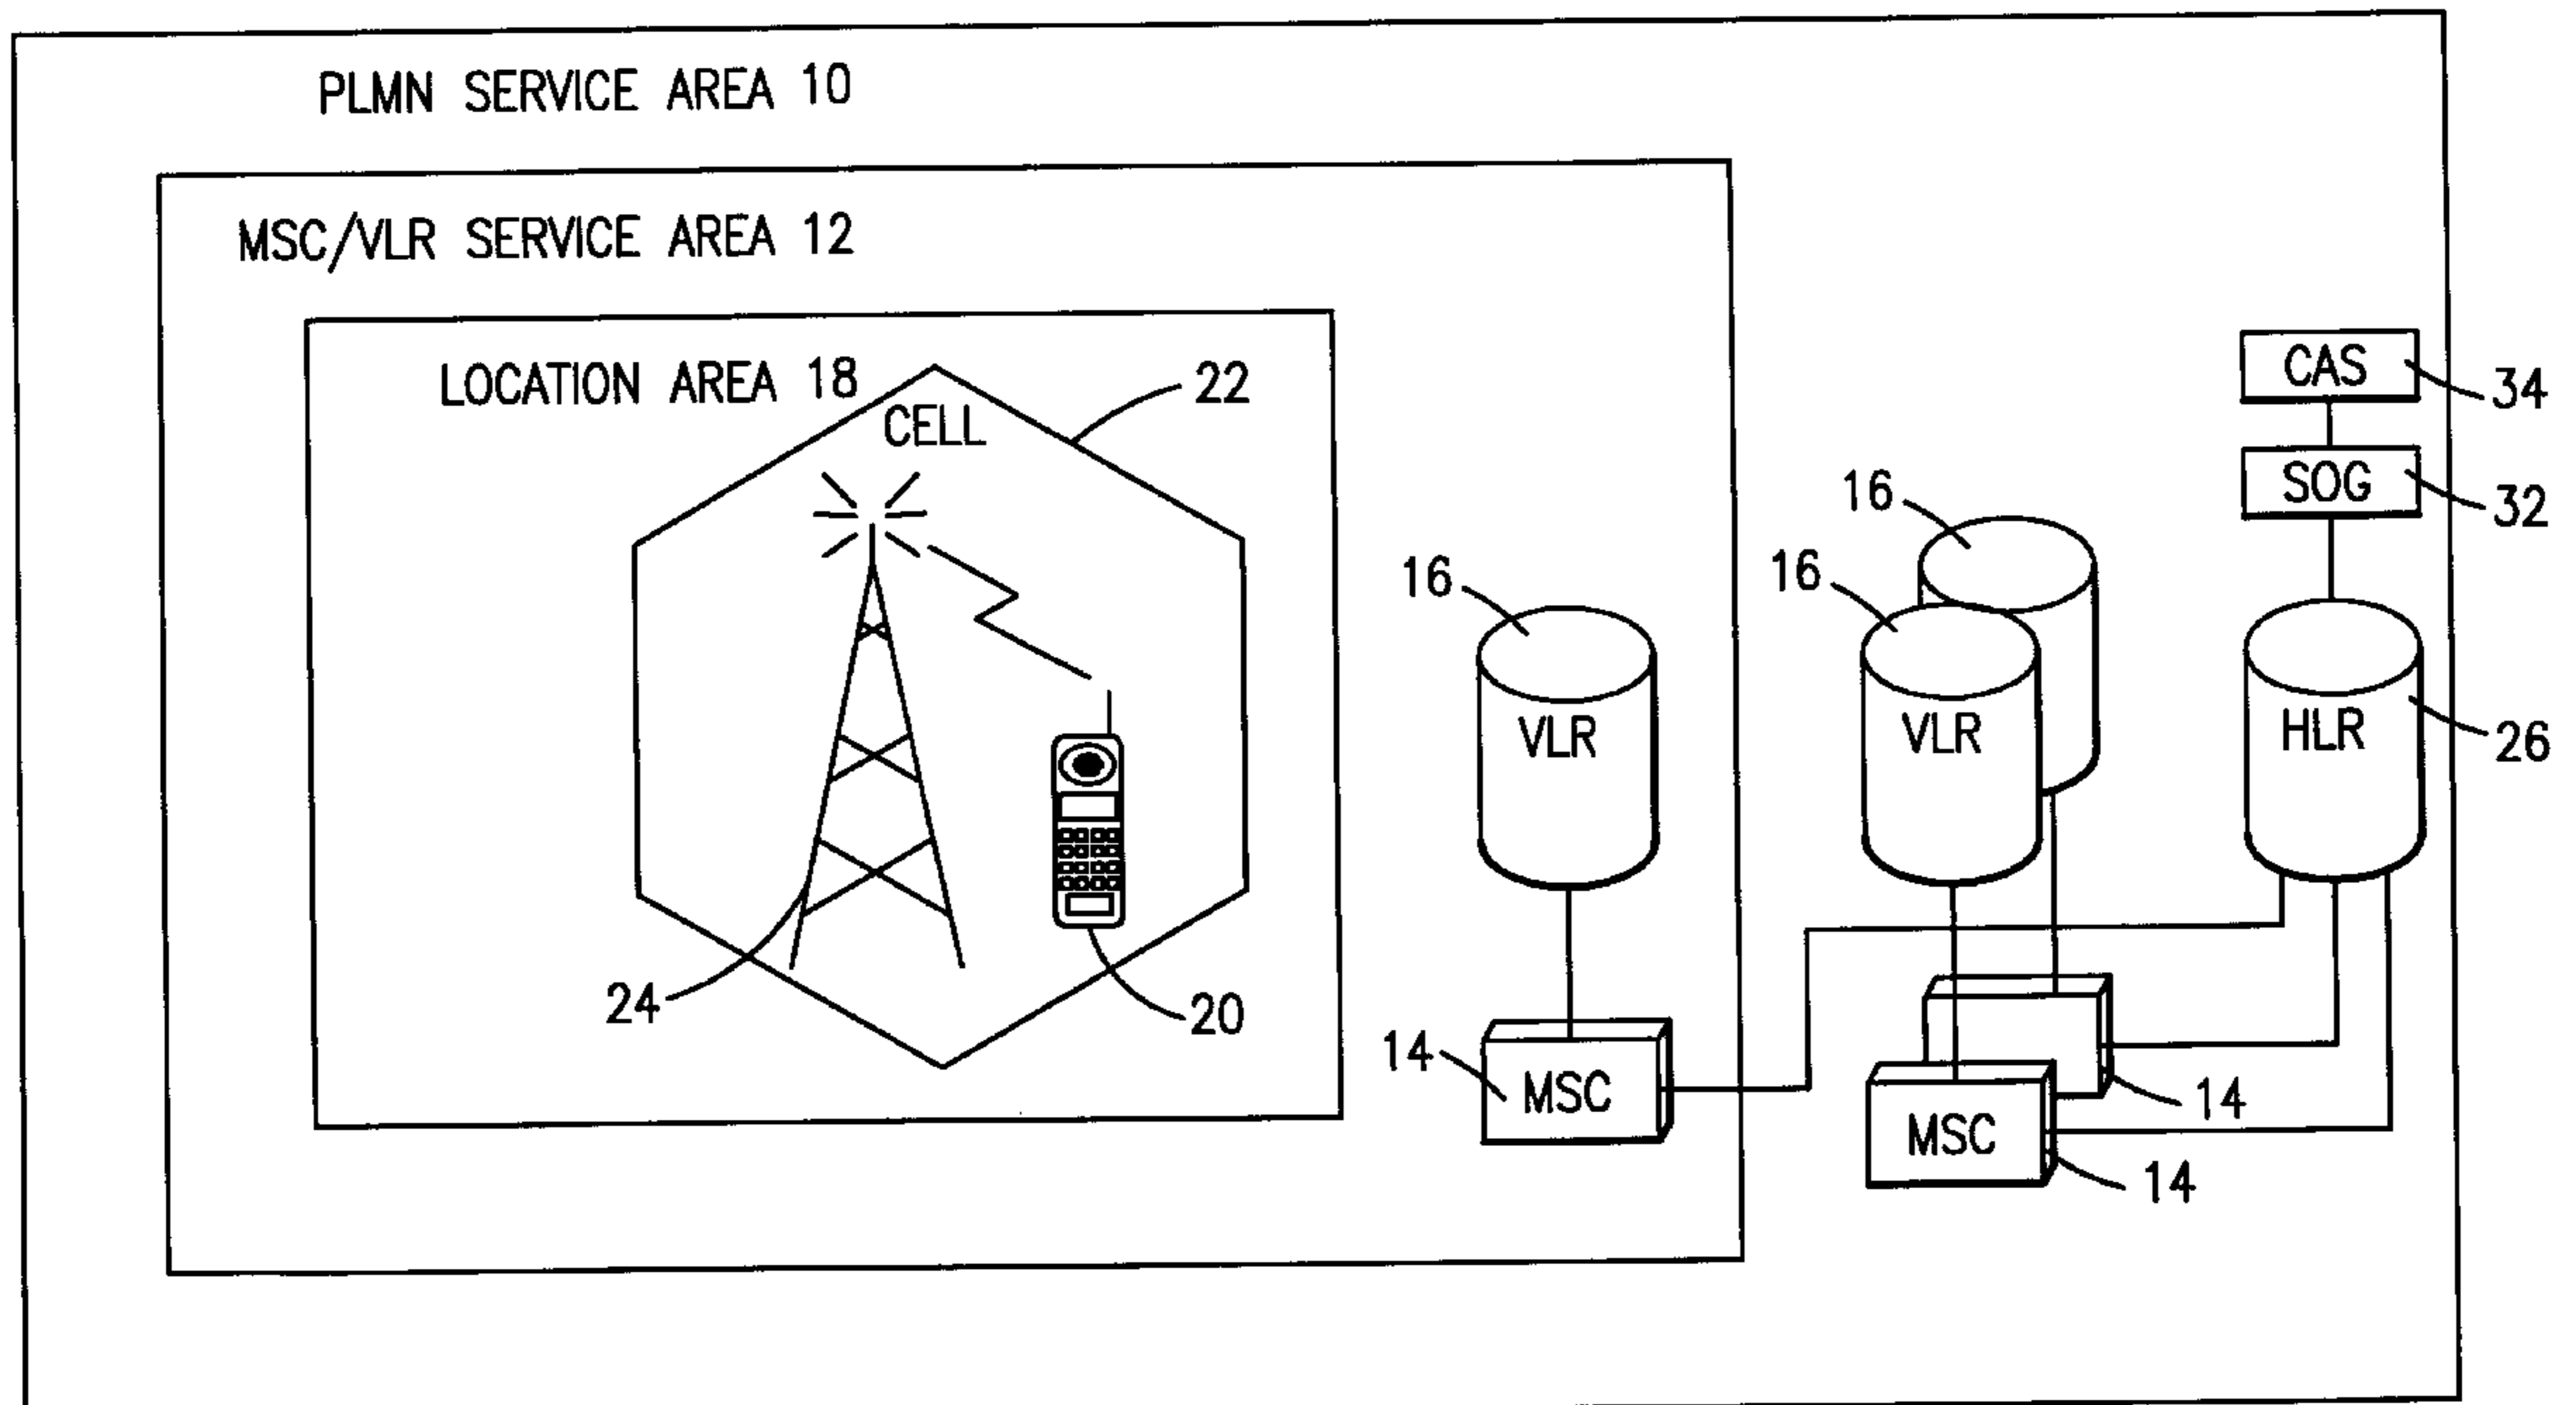 PLMN SERVICE AREA 10
MSC/VLR SERVICE AREA 12
LOCATION AREA 18
CELL
22
CAS
34
SOG
32
16
16
16
VLR
VLR
HLR
26
24
20
14
MSC
14
MSC
14